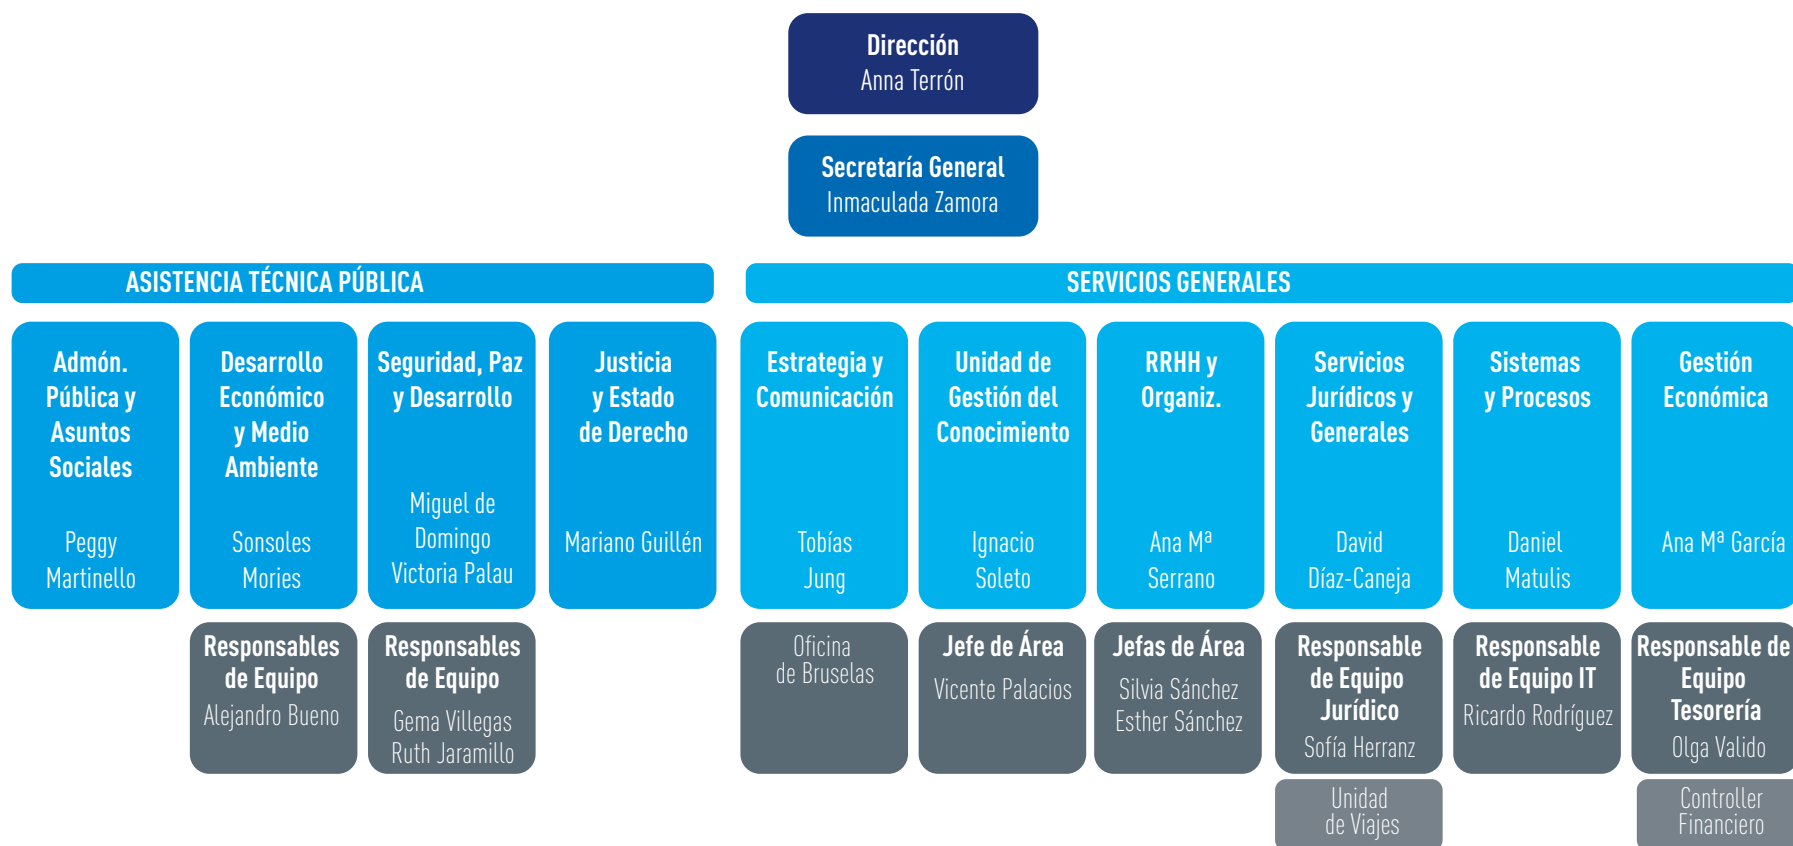 Dirección
Anna Terrón
Secretaría General
Inmaculada Zamora
ASISTENCIA TÉCNICA PÚBLICA
Admón.
Pública y
Asuntos
Sociales
Peggy
Martinello
Desarrollo
Económico
y Medio
Ambiente
Sonsoles
Mories
Responsables
de Equipo
Alejandro Bueno
Seguridad, Paz
y Desarrollo
Miguel de
Domingo
Victoria Palau
Responsables
de Equipo
Gema Villegas
Ruth Jaramillo
Justicia
y Estado
de Derecho
Mariano Guillén
SERVICIOS GENERALES
Estrategia y
Comunicación
Tobías
Jung
Oficina
de Bruselas
Unidad de
Gestión del
Conocimiento
Ignacio
Soleto
Jefe de Área
Vicente Palacios
RRHH y
Organiz.
Ana Mª
Serrano
Jefas de Área
Silvia Sánchez
Esther Sánchez
Servicios
Jurídicos y
Generales
David
Díaz-Caneja
Responsable
de Equipo
Jurídico
Sofía Herranz
Unidad
de Viajes
Sistemas
y Procesos
Daniel
Matulis
Responsable
de Equipo IT
Ricardo Rodríguez
Gestión
Económica
Ana Mª García
Responsable de
Equipo
Tesorería
Olga Valido
Controller
Financiero